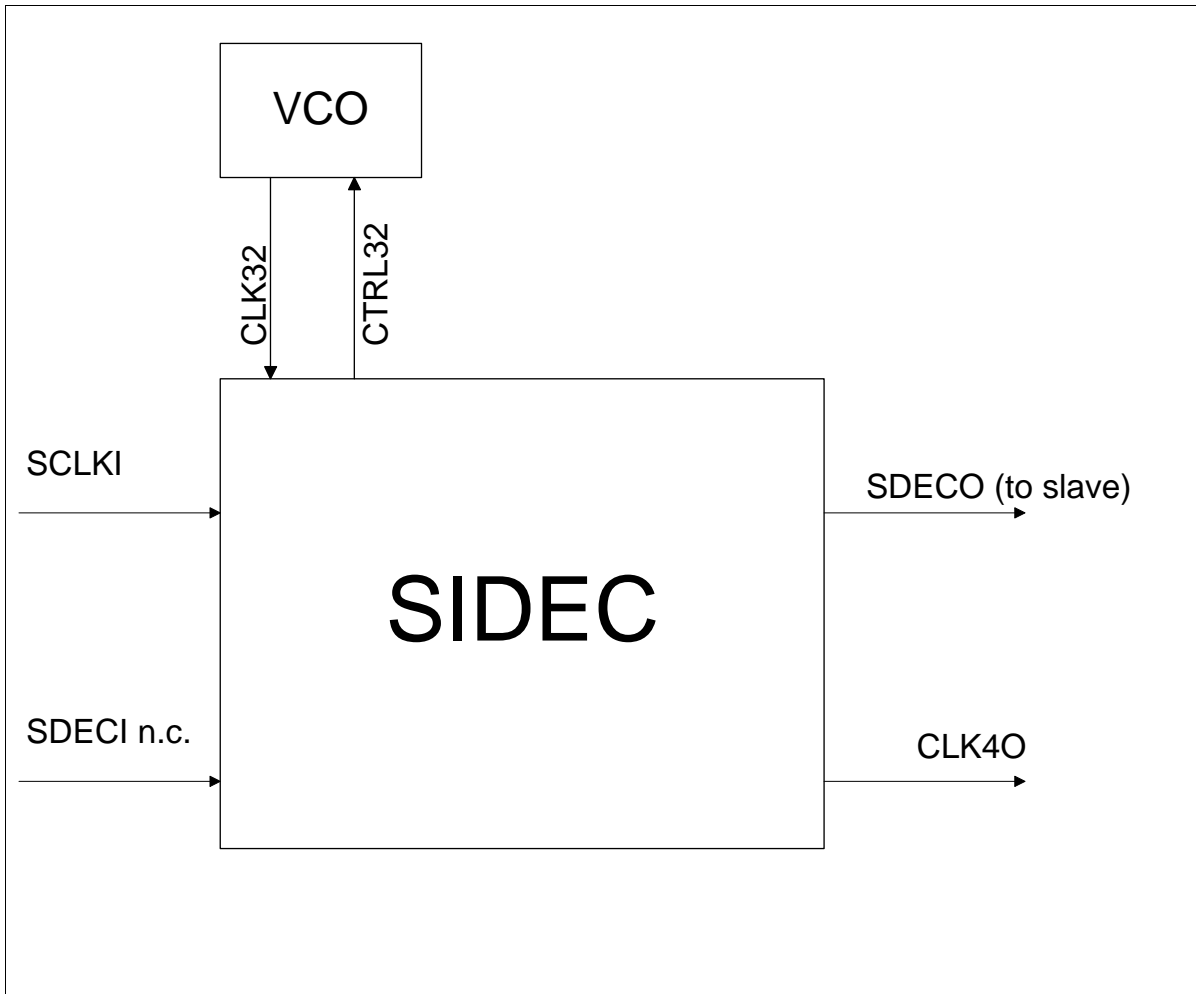 VCO
CLK32
CTRL32
SCLKI
SDECO (to slave)
SIDEC
SDECI n.c.
CLK4O